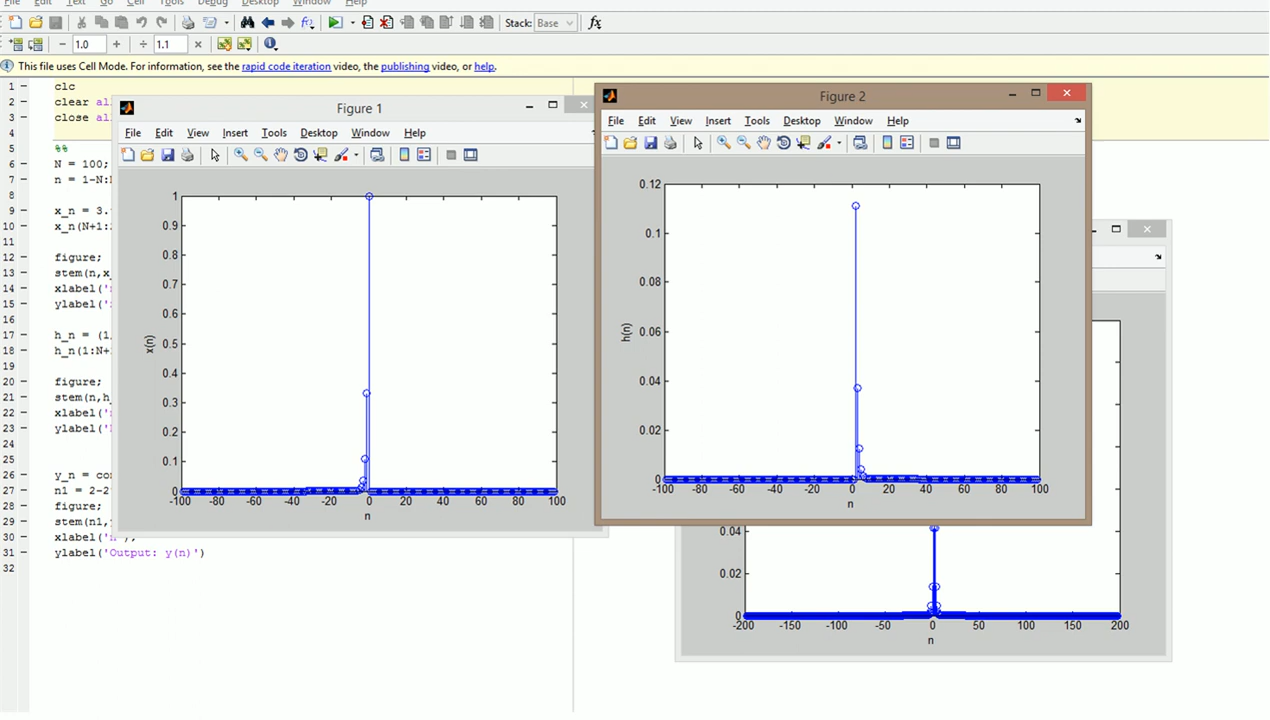 File Edit Text Go Cell Tools Debug Desktop Window Help
Stack: Base fx
− 1.0 + ÷ 1.1 ×
This file uses Cell Mode. For information, see the rapid code iteration video, the publishing video, or help.
1 − clc
2 − clear al
3 − close al
4
5 %%
6 − N = 100;
7 − n = 1-N:
8
9 − x_n = 3.
10 − x_n(N+1:
11
12 − figure;
13 − stem(n,x_
14 − xlabel('
15 − ylabel('
16
17 − h_n = (1
18 − h_n(1:N+
19
20 − figure;
21 − stem(n,h_
22 − xlabel('
23 − ylabel('
24
25
26 − y_n = con
27 − n1 = 2-2
28 − figure;
29 − stem(n1,
30 − xlabel('n');
31 − ylabel('Output: y(n)')
32
Figure 1
File Edit View Insert Tools Desktop Window Help
1
0.9
0.8
0.7
0.6
0.5
0.4
0.3
0.2
0.1
0
x(n)
-100 -80 -60 -40 -20 0 20 40 60 80 100
n
Figure 2
File Edit View Insert Tools Desktop Window Help
0.12
0.1
0.08
0.06
0.04
0.02
0
h(n)
-100 -80 -60 -40 -20 0 20 40 60 80 100
n
0.04
0.02
0
-200 -150 -100 -50 0 50 100 150 200
n